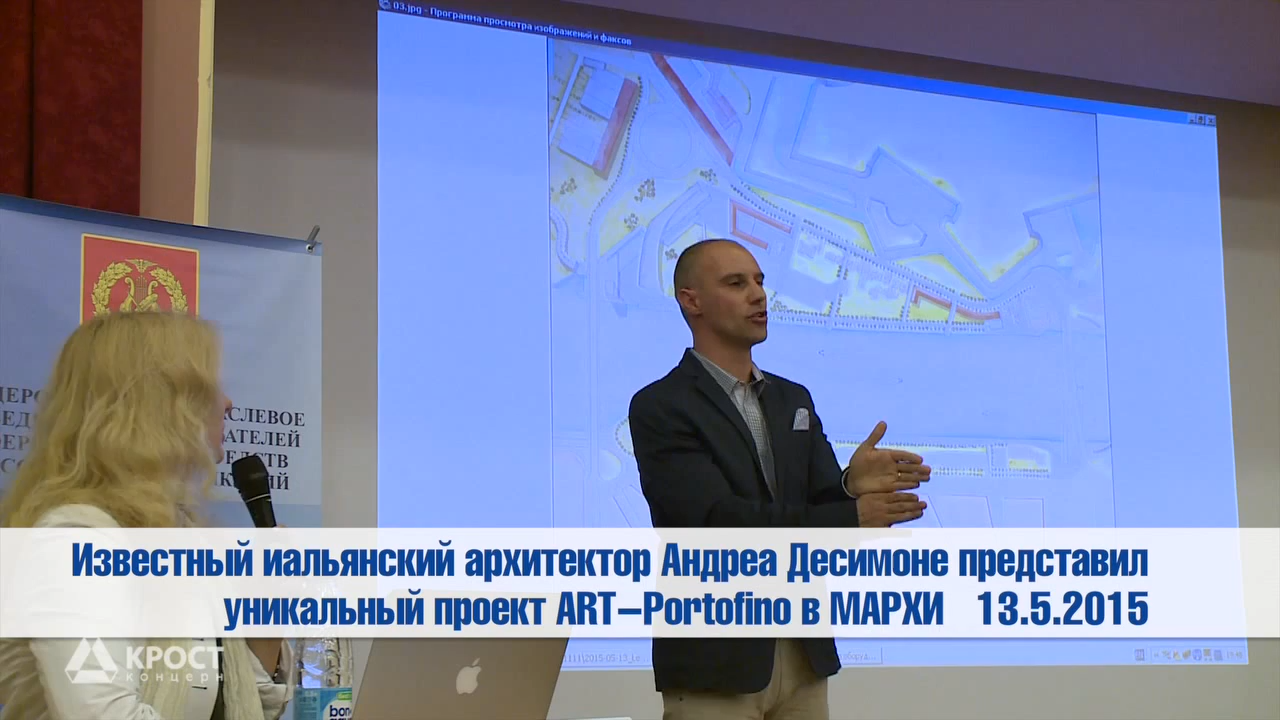 03.jpg - Программа просмотра изображений и факсов
СЛЕВОЕ
АТЕЛЕЙ
ЕДСТВ
Известный иальянский архитектор Андреа Десимоне представил
уникальный проект ART–Portofino в МАРХИ 13.5.2015
КРОСТ
концерн
bon